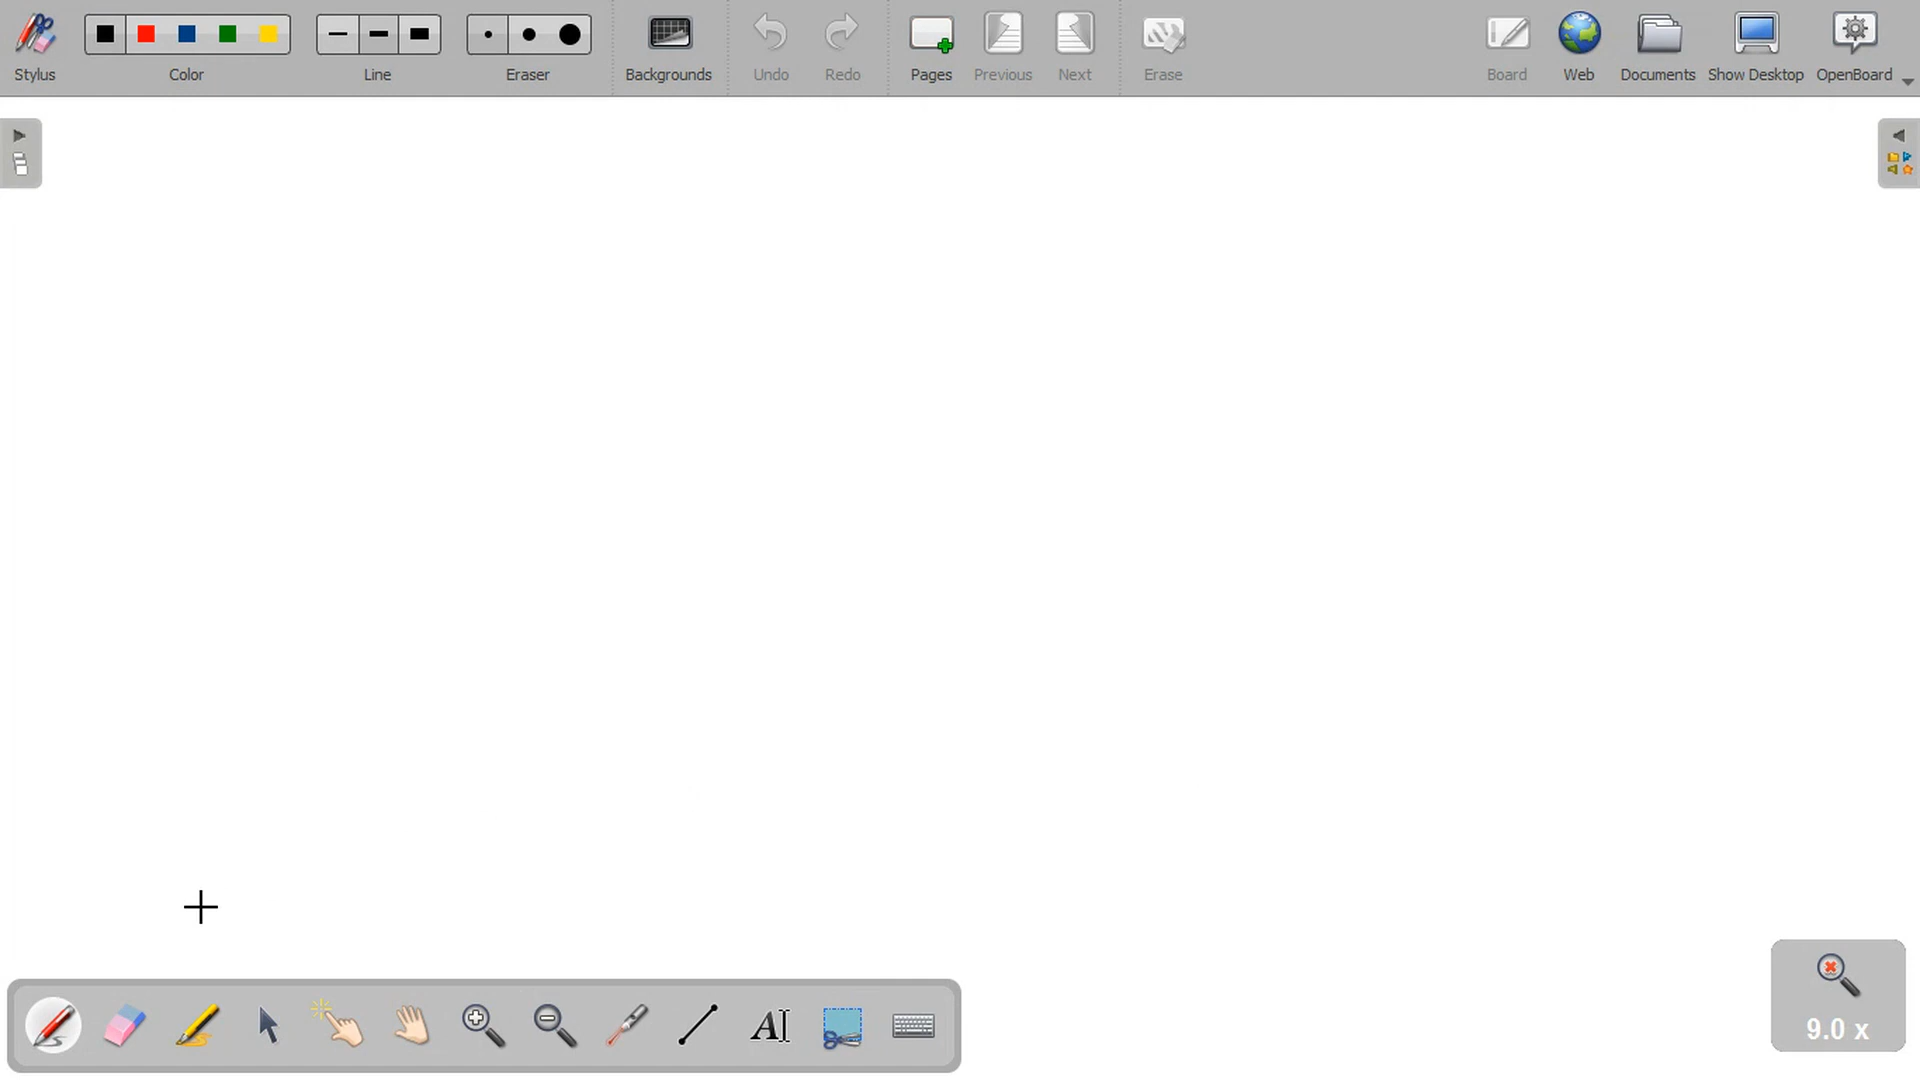 Stylus Color Line Eraser Backgrounds Undo Redo Pages Previous Next Erase Board Web Documents Show Desktop OpenBoard
A
9.0 x